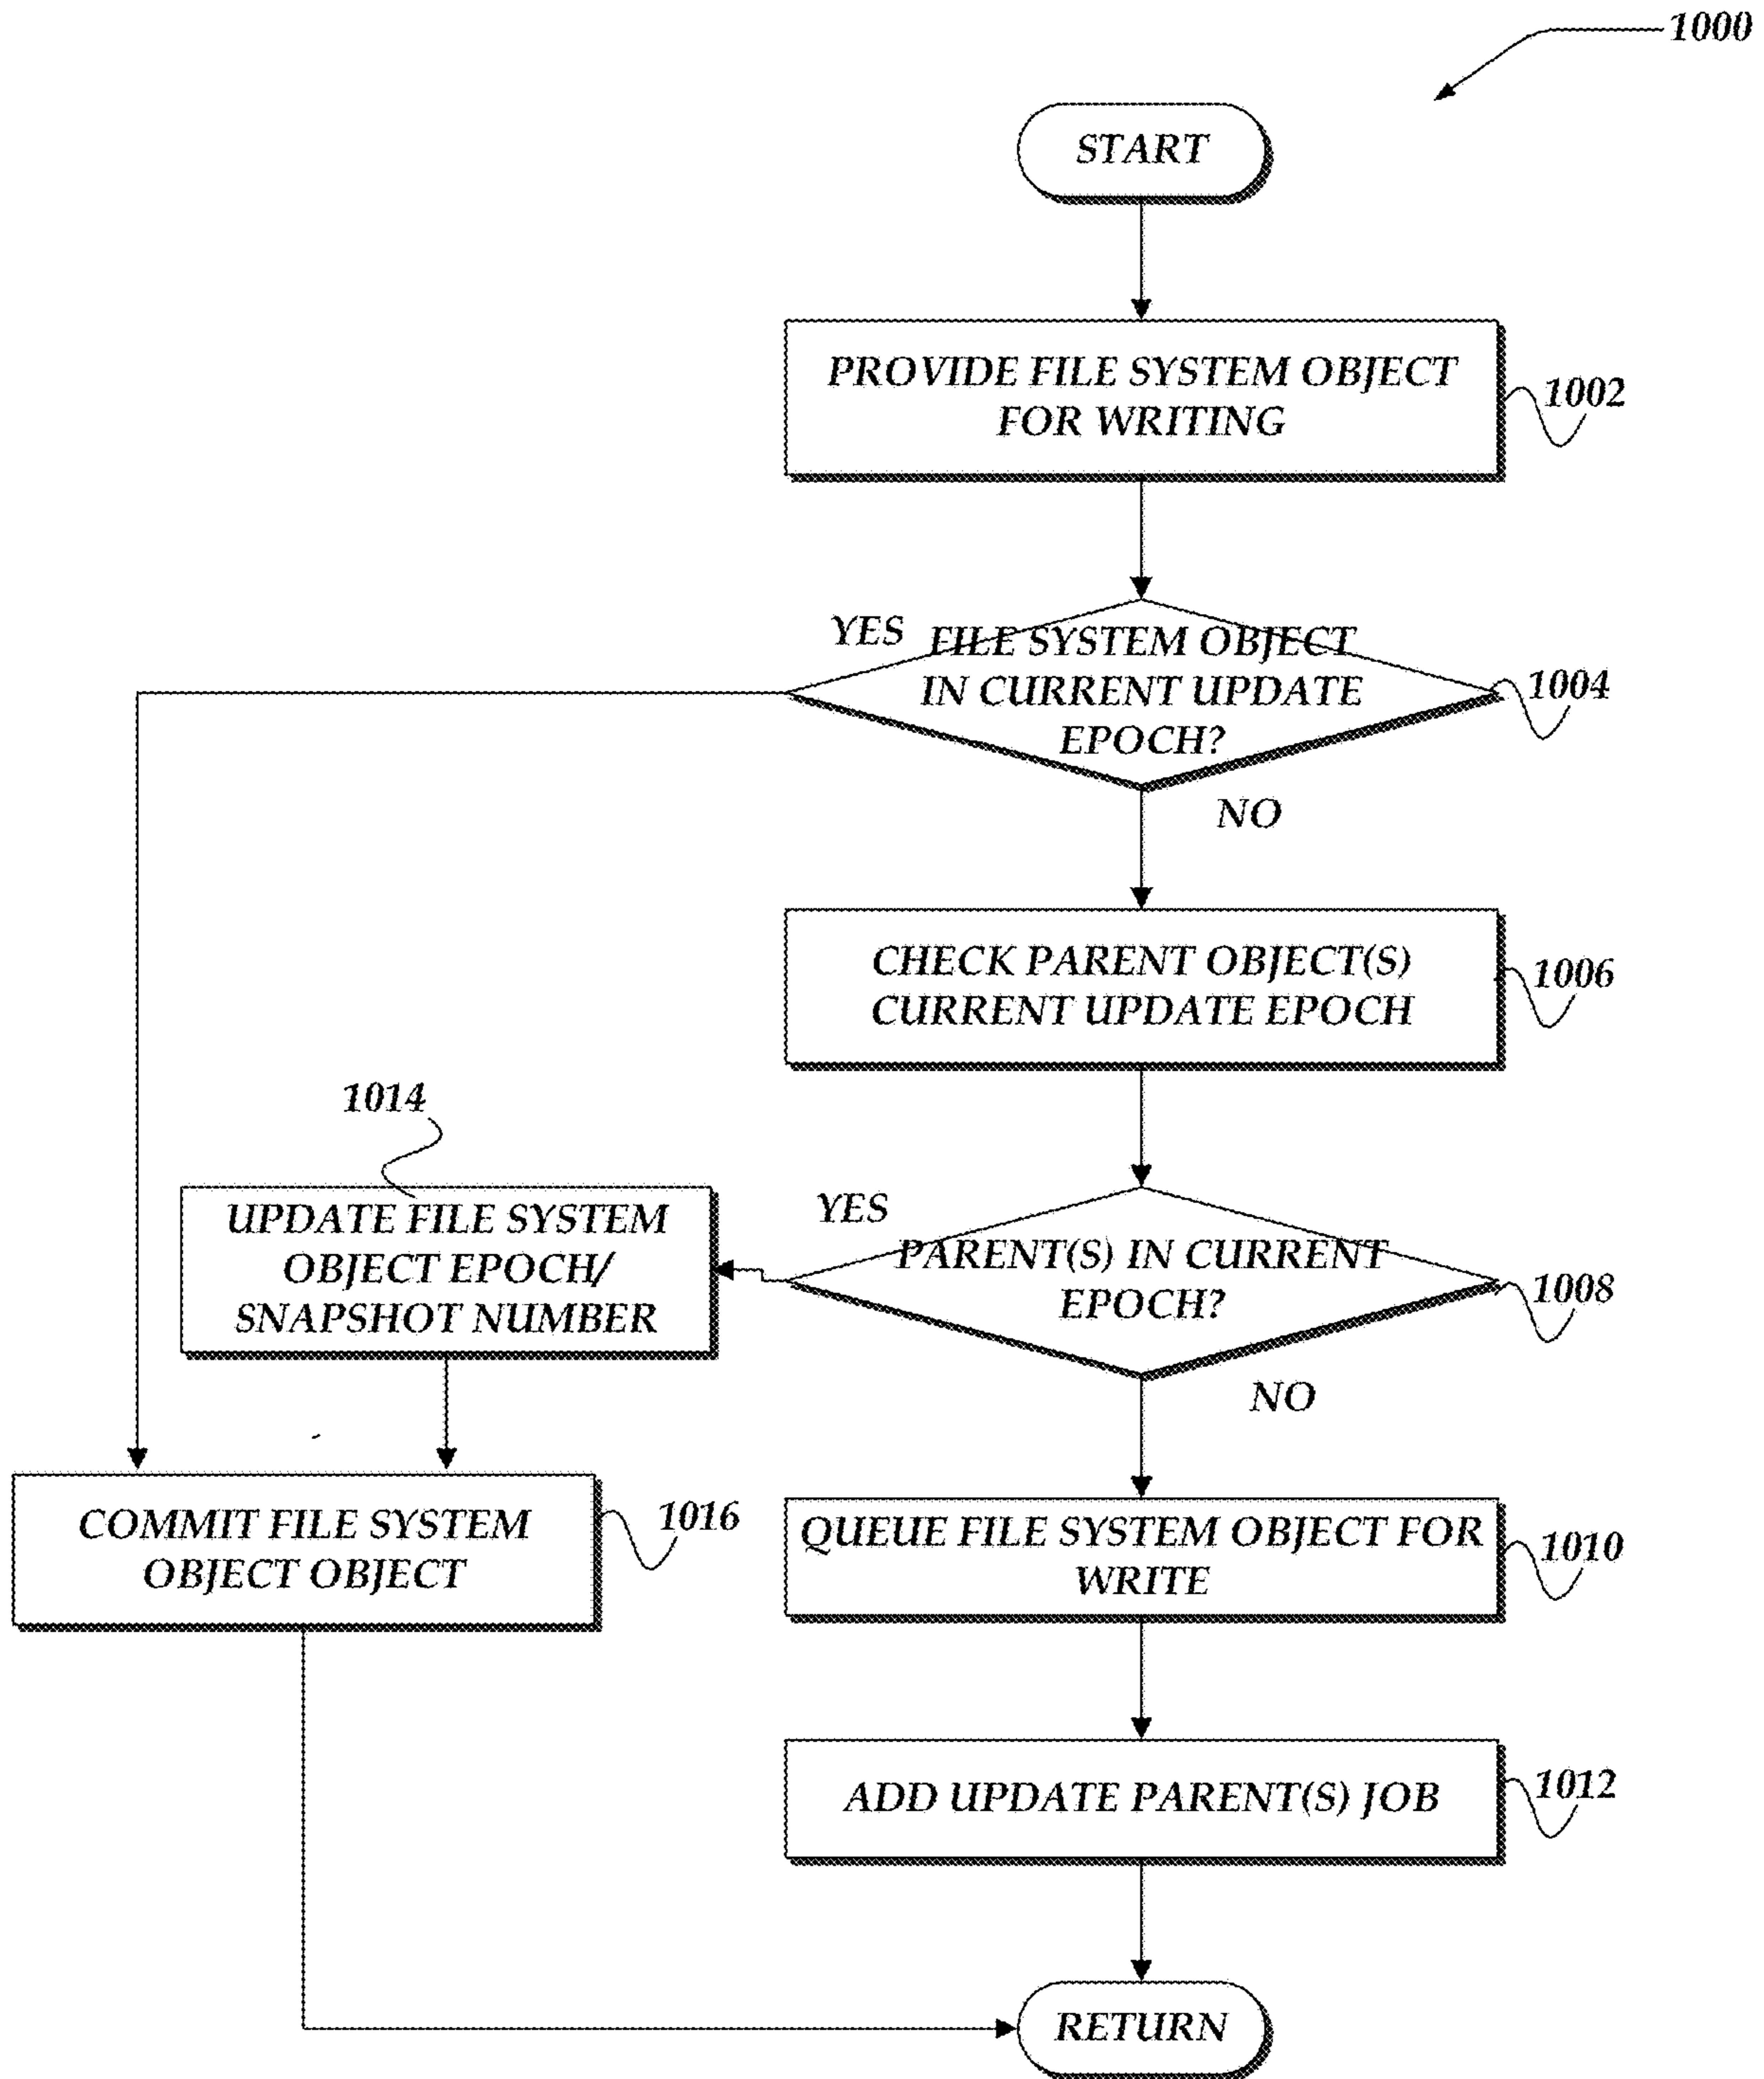 1000
START
PROVIDE FILE SYSTEM OBJECT
FOR WRITING
1002
YES
FILE SYSTEM OBJECT
IN CURRENT UPDATE
EPOCH?
1004
NO
CHECK PARENT OBJECT(S)
CURRENT UPDATE EPOCH
1006
1014
UPDATE FILE SYSTEM
OBJECT EPOCH/
SNAPSHOT NUMBER
YES
PARENT(S) IN CURRENT
EPOCH?
1008
NO
COMMIT FILE SYSTEM
OBJECT OBJECT
1016
QUEUE FILE SYSTEM OBJECT FOR
WRITE
1010
ADD UPDATE PARENT(S) JOB
1012
RETURN